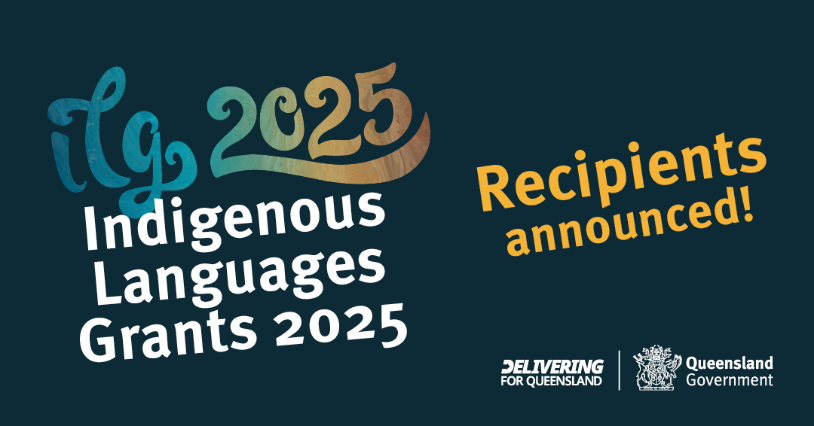 ilg 2025
Indigenous
Languages
Grants 2025
Recipients
announced!
DELIVERING
FOR QUEENSLAND
Queensland
Government